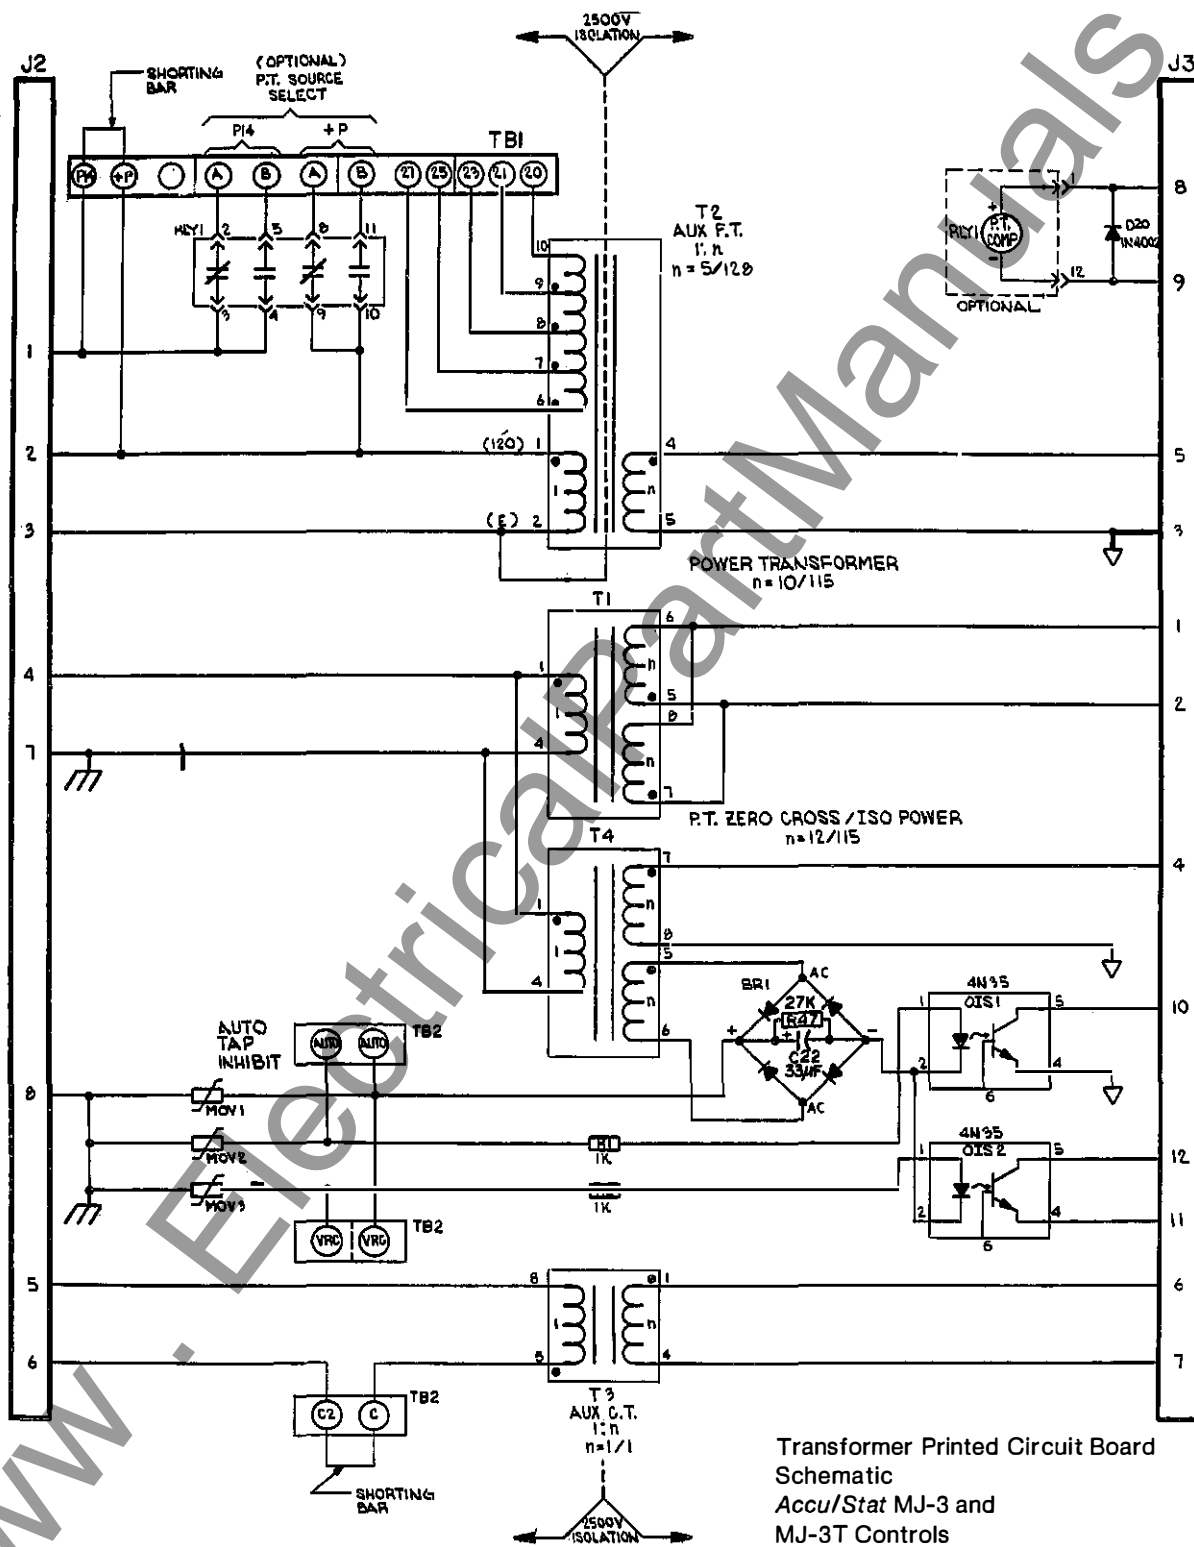 2500V
ISOLATION
J2
J3
SHORTING
BAR
(OPTIONAL)
P.T. SOURCE
SELECT
P14
+P
TB1
P14
+P
A
B
A
B
27
25
23
21
20
RLY1
2
5
8
11
3
4
9
10
T2
AUX P.T.
1:n
n=5/128
10
9
8
7
6
RLY1
+
P.T.
COMP
-
1
12
D20
1N4002
OPTIONAL
8
9
1
2
(120)
1
4
5
3
(E)
2
5
3
1
n
POWER TRANSFORMER
n=10/115
T1
1
4
6
5
8
7
1
n
n
4
7
1
2
P.T. ZERO CROSS/ISO POWER
n=12/115
T4
1
4
7
8
5
6
1
n
n
4
BR1
AC
27K
R47
+
-
+
C22
33µF
AC
4N35
OIS1
1
2
5
4
6
10
AUTO
TAP
INHIBIT
AUTO
AUTO
TB2
8
MOV1
MOV2
MOV3
R1
1K
1K
4N35
OIS2
1
2
5
4
6
12
11
VRC
VRC
TB2
5
8
1
6
1
n
6
5
4
7
C2
C
TB2
T3
AUX C.T.
1:n
n=1/1
SHORTING
BAR
2500V
ISOLATION
Transformer Printed Circuit Board
Schematic
Accu/Stat MJ-3 and
MJ-3T Controls
www . ElectricalPartManuals